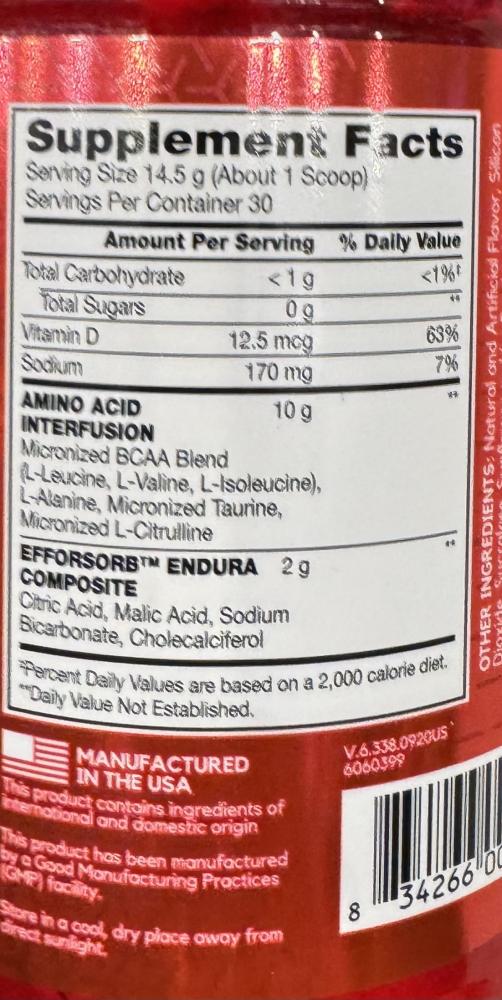 Supplement Facts
Serving Size 14.5 g (About 1 Scoop)
Servings Per Container 30
Amount Per Serving % Daily Value
Total Carbohydrate <1 g <1%‡
Total Sugars 0 g **
Vitamin D 12.5 mcg 63%
Sodium 170 mg 7%
AMINO ACID 10 g **
INTERFUSION
Micronized BCAA Blend
(L-Leucine, L-Valine, L-Isoleucine),
L-Alanine, Micronized Taurine,
Micronized L-Citrulline
EFFORSORB™ ENDURA 2 g **
COMPOSITE
Citric Acid, Malic Acid, Sodium
Bicarbonate, Cholecalciferol
‡Percent Daily Values are based on a 2,000 calorie diet.
**Daily Value Not Established.
MANUFACTURED
IN THE USA
This product contains ingredients of
international and domestic origin
This product has been manufactured
by a Good Manufacturing Practices
(GMP) facility.
Store in a cool, dry place away from
direct sunlight.
V.6.338.0920US
6060399
8 34266 00
OTHER INGREDIENTS: Natural and Artificial Flavor, Silicon
Dioxide, Sucralose,